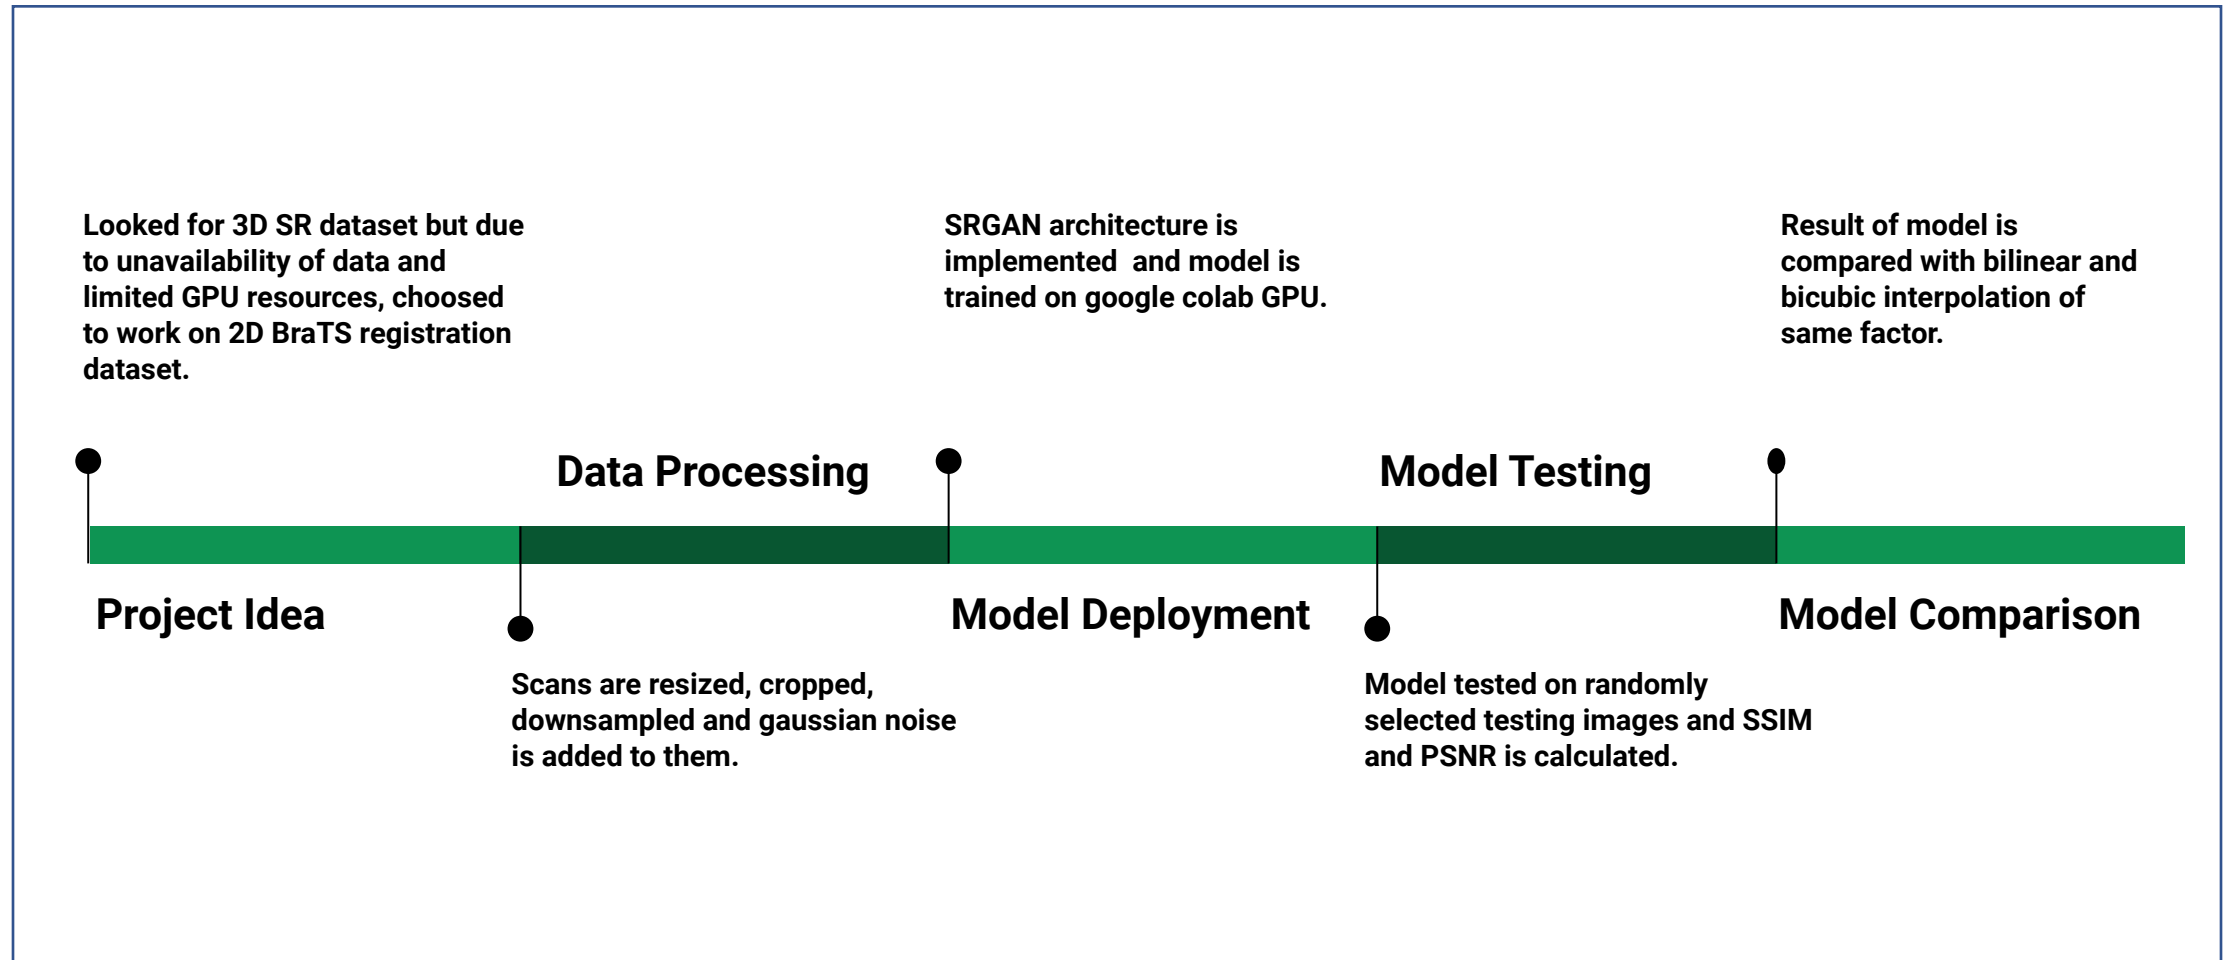 Looked for 3D SR dataset but due
to unavailability of data and
limited GPU resources, choosed
to work on 2D BraTS registration
dataset.
Project Idea
Data Processing
Scans are resized, cropped,
downsampled and gaussian noise
is added to them.
SRGAN architecture is
implemented  and model is
trained on google colab GPU.
Model Deployment
Model Testing
Model tested on randomly
selected testing images and SSIM
and PSNR is calculated.
Result of model is
compared with bilinear and
bicubic interpolation of
same factor.
Model Comparison